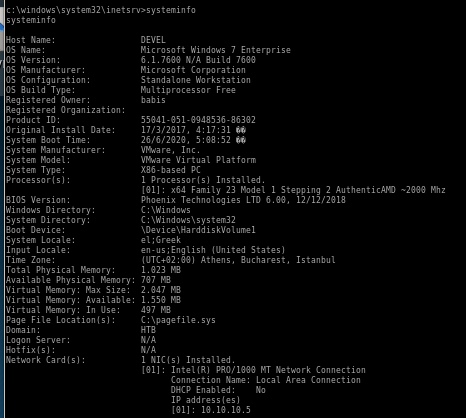 c:\windows\system32\inetsrv>systeminfo
systeminfo
Host Name: DEVEL
OS Name: Microsoft Windows 7 Enterprise
OS Version: 6.1.7600 N/A Build 7600
OS Manufacturer: Microsoft Corporation
OS Configuration: Standalone Workstation
OS Build Type: Multiprocessor Free
Registered Owner: babis
Registered Organization:
Product ID: 55041-051-0948536-86302
Original Install Date: 17/3/2017, 4:17:31 ��
System Boot Time: 26/6/2020, 5:08:52 ��
System Manufacturer: VMware, Inc.
System Model: VMware Virtual Platform
System Type: X86-based PC
Processor(s): 1 Processor(s) Installed.
[01]: x64 Family 23 Model 1 Stepping 2 AuthenticAMD ~2000 Mhz
BIOS Version: Phoenix Technologies LTD 6.00, 12/12/2018
Windows Directory: C:\Windows
System Directory: C:\Windows\system32
Boot Device: \Device\HarddiskVolume1
System Locale: el;Greek
Input Locale: en-us;English (United States)
Time Zone: (UTC+02:00) Athens, Bucharest, Istanbul
Total Physical Memory: 1.023 MB
Available Physical Memory: 707 MB
Virtual Memory: Max Size: 2.047 MB
Virtual Memory: Available: 1.550 MB
Virtual Memory: In Use: 497 MB
Page File Location(s): C:\pagefile.sys
Domain: HTB
Logon Server: N/A
Hotfix(s): N/A
Network Card(s): 1 NIC(s) Installed.
[01]: Intel(R) PRO/1000 MT Network Connection
Connection Name: Local Area Connection
DHCP Enabled: No
IP address(es)
[01]: 10.10.10.5